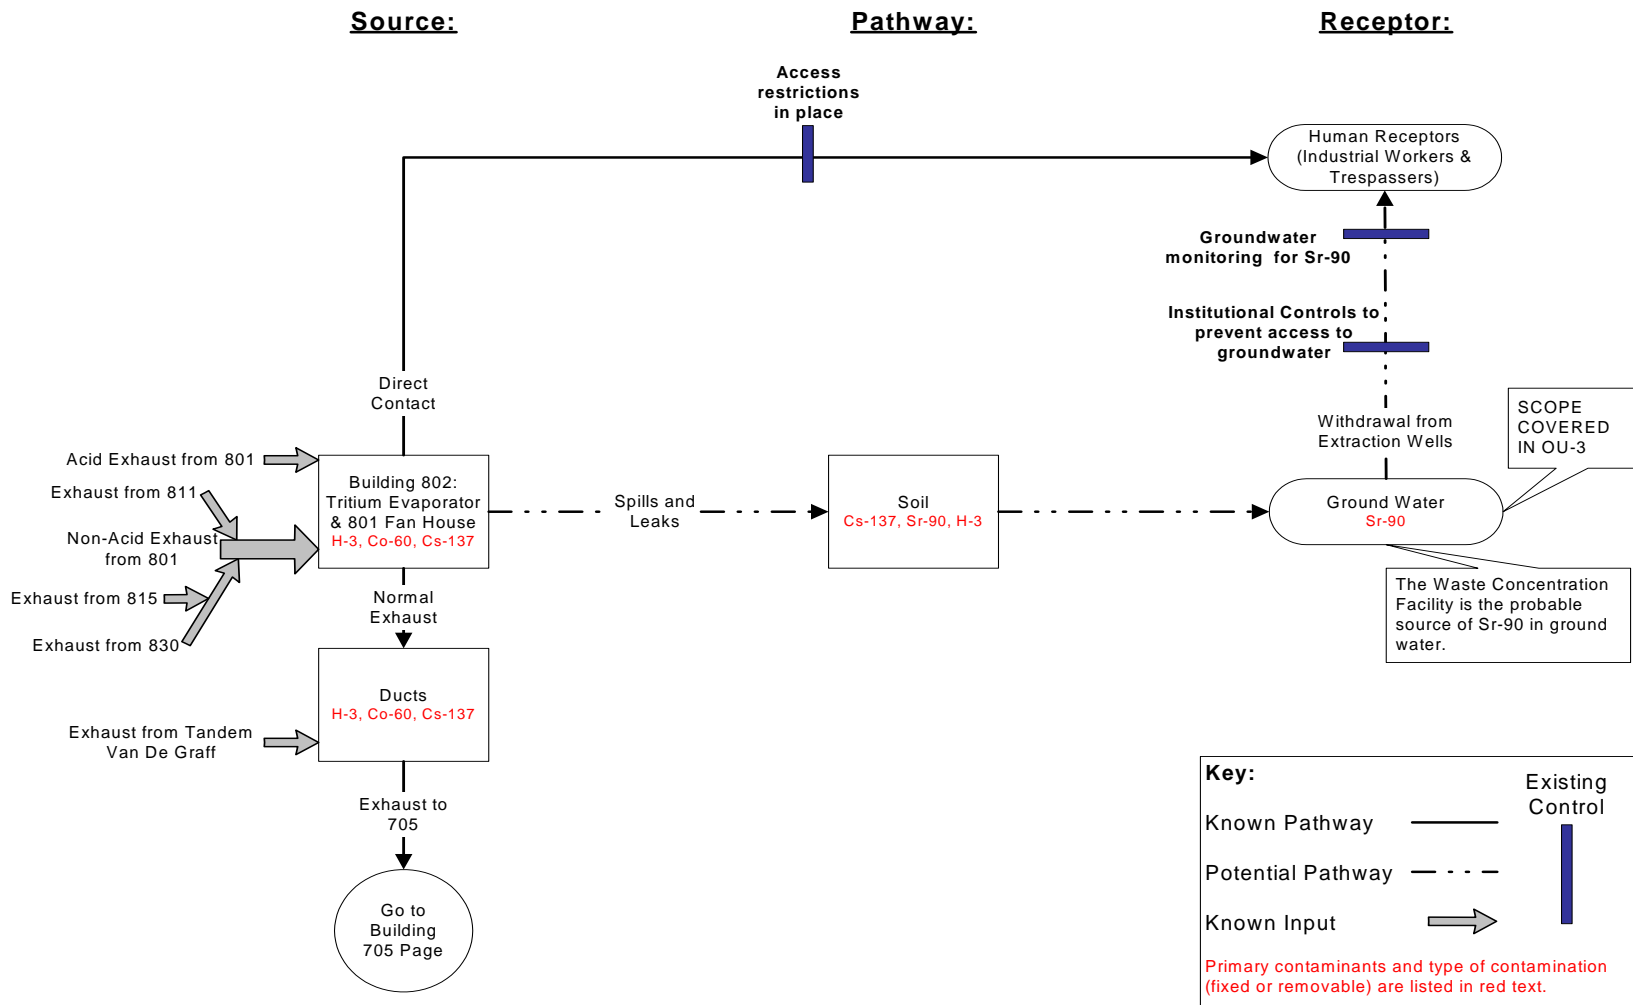 Source:
Pathway:
Receptor:
Access
restrictions
in place
Human Receptors
(Industrial Workers &
Trespassers)
Groundwater
monitoring for Sr-90
Institutional Controls to
prevent access to
groundwater
Direct
Contact
Withdrawal from
Extraction Wells
SCOPE
COVERED
IN OU-3
Acid Exhaust from 801
Exhaust from 811
Non-Acid Exhaust
from 801
Exhaust from 815
Exhaust from 830
Building 802:
Tritium Evaporator
& 801 Fan House
H-3, Co-60, Cs-137
Spills and
Leaks
Soil
Cs-137, Sr-90, H-3
Ground Water
Sr-90
The Waste Concentration
Facility is the probable
source of Sr-90 in ground
water.
Normal
Exhaust
Ducts
H-3, Co-60, Cs-137
Exhaust from Tandem
Van De Graff
Exhaust to
705
Go to
Building
705 Page
Key:
Existing
Control
Known Pathway
Potential Pathway
Known Input
Primary contaminants and type of contamination
(fixed or removable) are listed in red text.